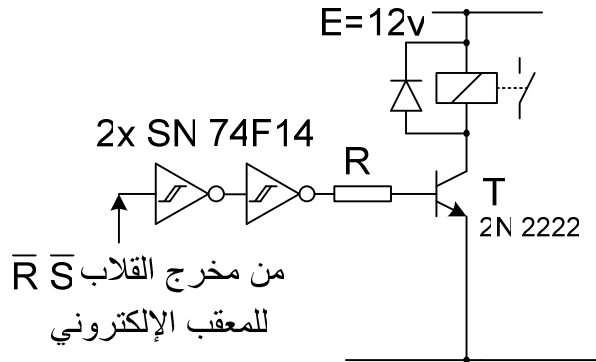 E=12v
2x SN 74F14
R
T
2N 2222
من مخرج القلاب R̅ S̅
للمعقب الإلكتروني